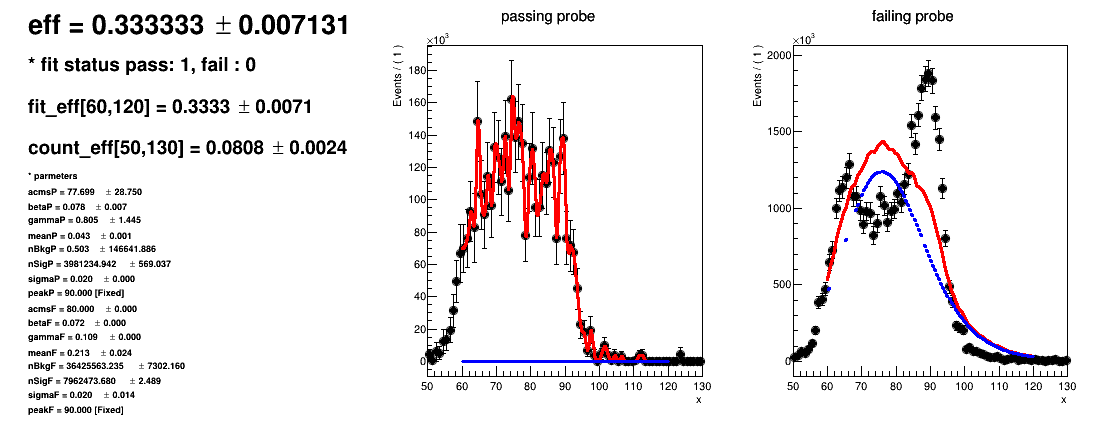 eff = 0.333333 ± 0.007131
* fit status pass: 1, fail : 0
fit_eff[60,120] = 0.3333 ± 0.0071
count_eff[50,130] = 0.0808 ± 0.0024
* parmeters
acmsP = 77.699 ± 28.750
betaP = 0.078 ± 0.007
gammaP = 0.805 ± 1.445
meanP = 0.043 ± 0.001
nBkgP = 0.503 ± 146641.886
nSigP = 3981234.942 ± 569.037
sigmaP = 0.020 ± 0.000
peakP = 90.000 [Fixed]
acmsF = 80.000 ± 0.000
betaF = 0.072 ± 0.000
gammaF = 0.109 ± 0.000
meanF = 0.213 ± 0.024
nBkgF = 36425563.235 ± 7302.160
nSigF = 7962473.680 ± 2.489
sigmaF = 0.020 ± 0.014
peakF = 90.000 [Fixed]
passing probe
×10³
Events / ( 1 )
180
160
140
120
100
80
60
40
20
0
50 60 70 80 90 100 110 120 130
x
failing probe
×10³
Events / ( 1 )
2000
1500
1000
500
0
50 60 70 80 90 100 110 120 130
x